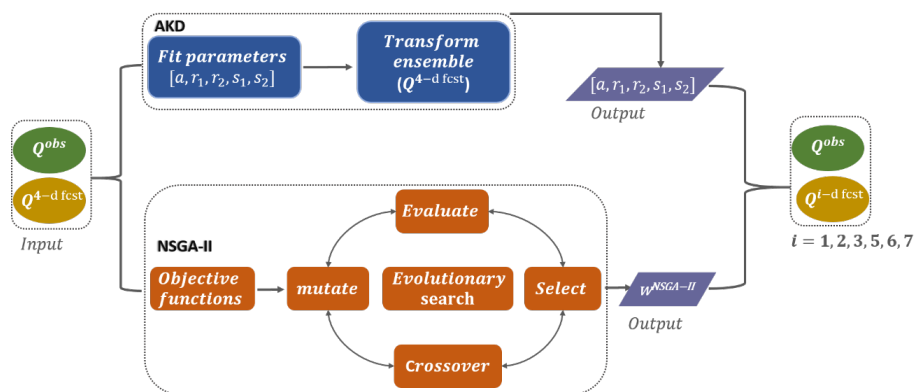 AKD
Fit parameters
[a, r₁, r₂, s₁, s₂]
Transform
ensemble
(Q⁴⁻ᵈ ᶠᶜˢᵗ)
[a, r₁, r₂, s₁, s₂]
Output
Qᵒᵇˢ
Q⁴⁻ᵈ ᶠᶜˢᵗ
Input
NSGA-II
Objective
functions
mutate
Evaluate
Evolutionary
search
Select
Crossover
W^NSGA-II
Output
Qᵒᵇˢ
Qⁱ⁻ᵈ ᶠᶜˢᵗ
i = 1, 2, 3, 5, 6, 7